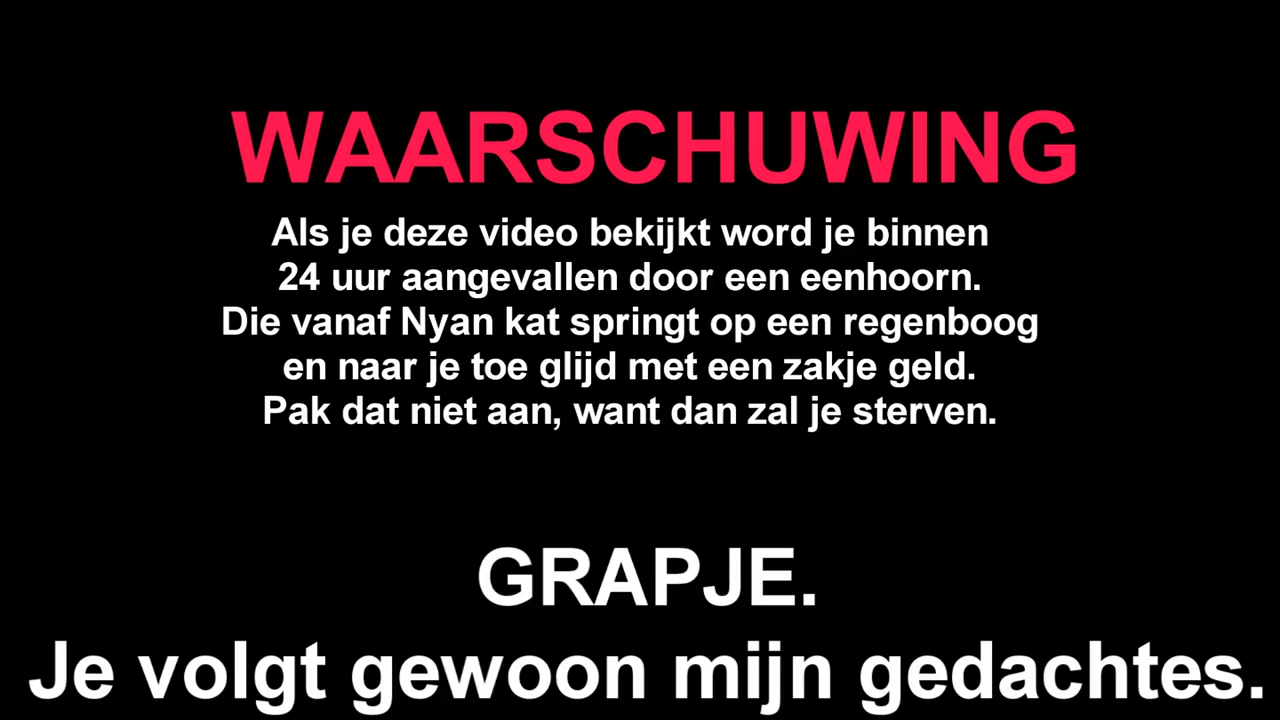 WAARSCHUWING
Als je deze video bekijkt word je binnen
24 uur aangevallen door een eenhoorn.
Die vanaf Nyan kat springt op een regenboog
en naar je toe glijd met een zakje geld.
Pak dat niet aan, want dan zal je sterven.
GRAPJE.
Je volgt gewoon mijn gedachtes.